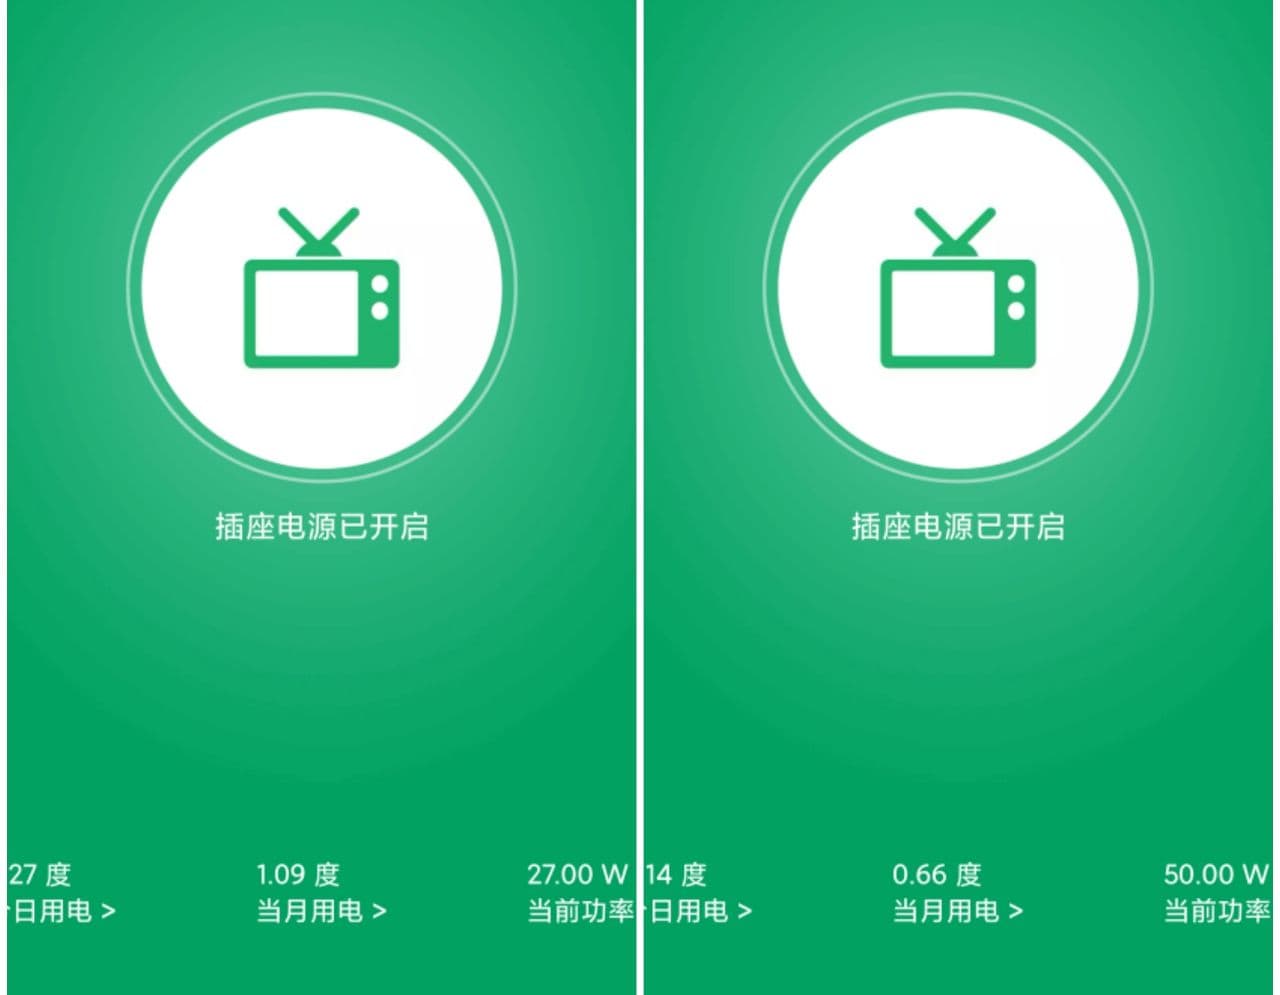 插座电源已开启
27 度
1.09 度
27.00 W
日用电 >
当月用电 >
当前功率
插座电源已开启
14 度
0.66 度
50.00 W
日用电 >
当月用电 >
当前功率